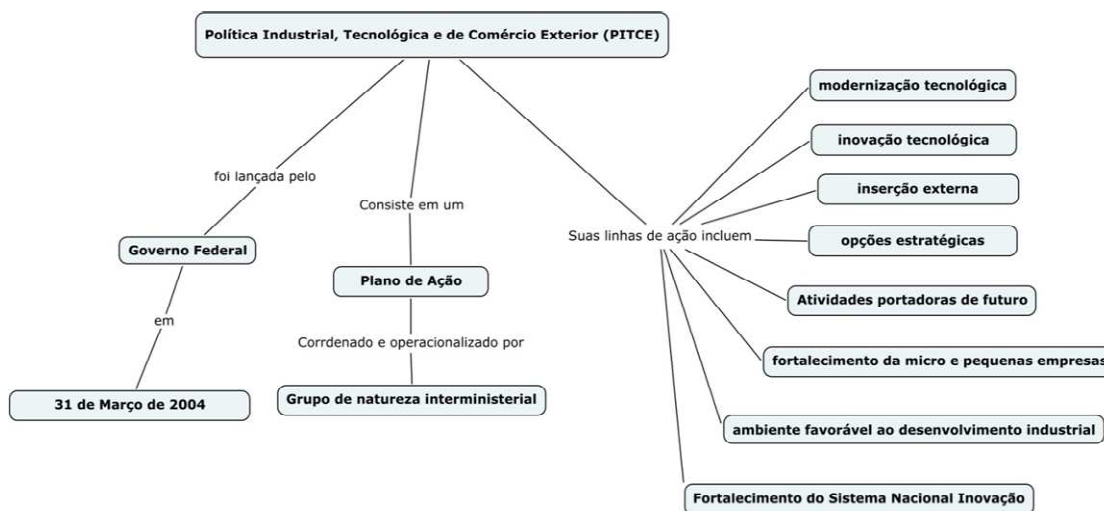 Política Industrial, Tecnológica e de Comércio Exterior (PITCE)
foi lançada pelo
Governo Federal
em
31 de Março de 2004
Consiste em um
Plano de Ação
Corrdenado e operacionalizado por
Grupo de natureza interministerial
Suas linhas de ação incluem
modernização tecnológica
inovação tecnológica
inserção externa
opções estratégicas
Atividades portadoras de futuro
fortalecimento da micro e pequenas empresas
ambiente favorável ao desenvolvimento industrial
Fortalecimento do Sistema Nacional Inovação